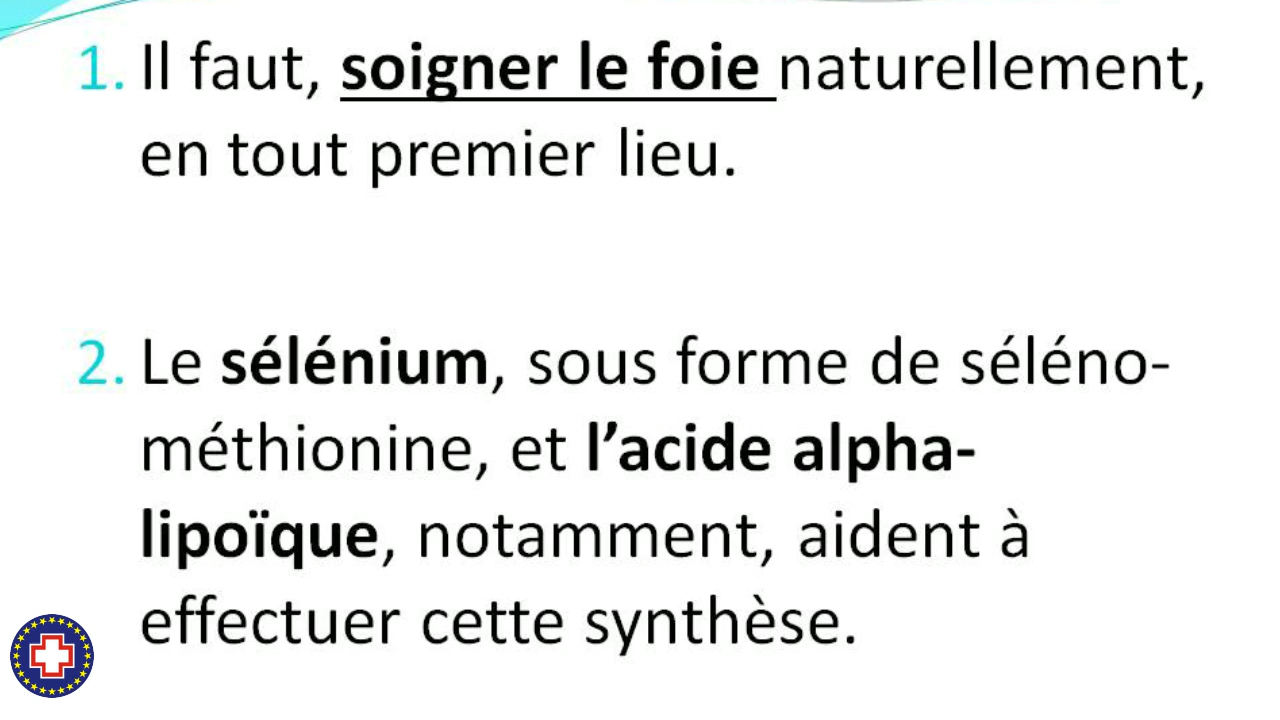 1. Il faut, soigner le foie naturellement,
en tout premier lieu.
2. Le sélénium, sous forme de séléno-
méthionine, et l’acide alpha-
lipoïque, notamment, aident à
effectuer cette synthèse.